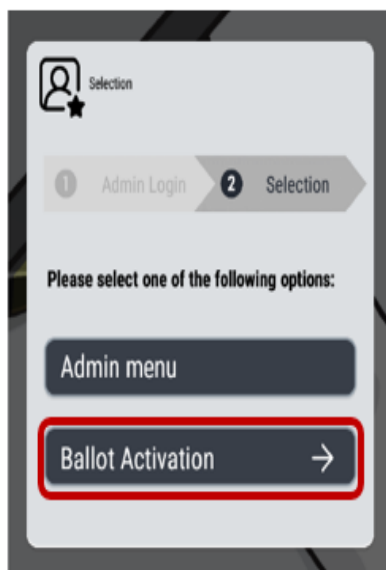 Selection
1 Admin Login 2 Selection
Please select one of the following options:
Admin menu
Ballot Activation →